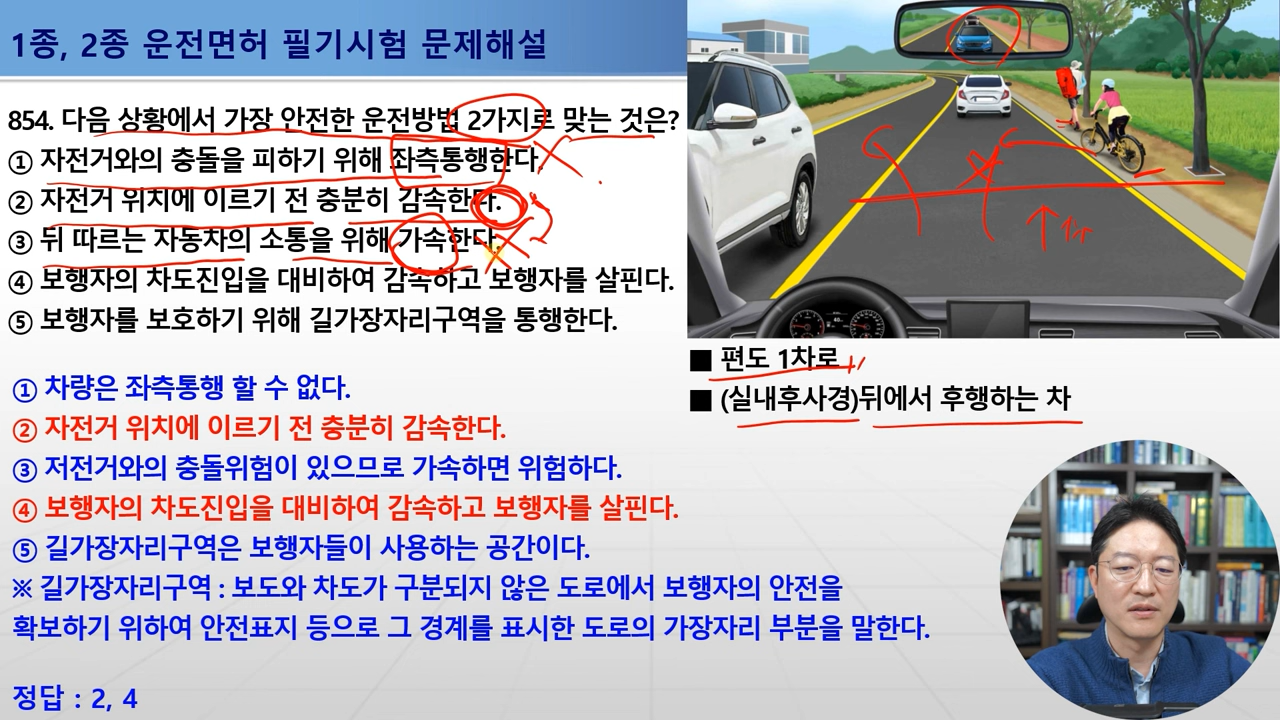 1종, 2종 운전면허 필기시험 문제해설
854. 다음 상황에서 가장 안전한 운전방법 2가지로 맞는 것은?
① 자전거와의 충돌을 피하기 위해 좌측통행한다.
② 자전거 위치에 이르기 전 충분히 감속한다.
③ 뒤 따르는 자동차의 소통을 위해 가속한다.
④ 보행자의 차도진입을 대비하여 감속하고 보행자를 살핀다.
⑤ 보행자를 보호하기 위해 길가장자리구역을 통행한다.
■ 편도 1차로
■ (실내후사경)뒤에서 후행하는 차
① 차량은 좌측통행 할 수 없다.
② 자전거 위치에 이르기 전 충분히 감속한다.
③ 저전거와의 충돌위험이 있으므로 가속하면 위험하다.
④ 보행자의 차도진입을 대비하여 감속하고 보행자를 살핀다.
⑤ 길가장자리구역은 보행자들이 사용하는 공간이다.
※ 길가장자리구역 : 보도와 차도가 구분되지 않은 도로에서 보행자의 안전을
확보하기 위하여 안전표지 등으로 그 경계를 표시한 도로의 가장자리 부분을 말한다.
정답 : 2, 4